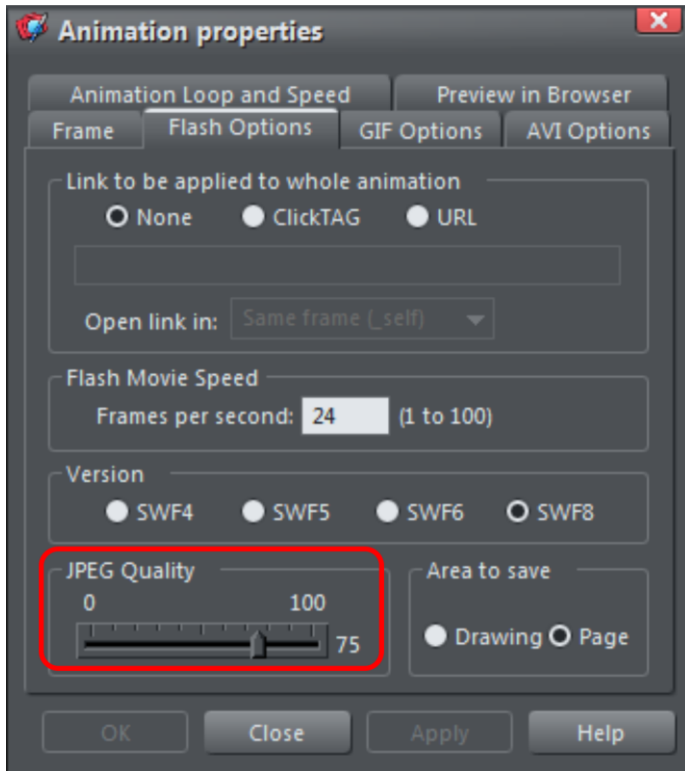 Animation properties
Animation Loop and Speed Preview in Browser
Frame Flash Options GIF Options AVI Options
Link to be applied to whole animation
None ClickTAG URL
Open link in: Same frame (_self)
Flash Movie Speed
Frames per second: 24 (1 to 100)
Version
SWF4 SWF5 SWF6 SWF8
JPEG Quality Area to save
0 100
75 Drawing Page
OK Close Apply Help